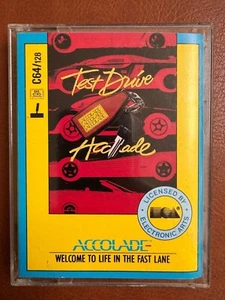 C64/128
Test Drive
Accolade
LICENSED BY
ELECTRONIC ARTS
ACCOLADE
WELCOME TO LIFE IN THE FAST LANE